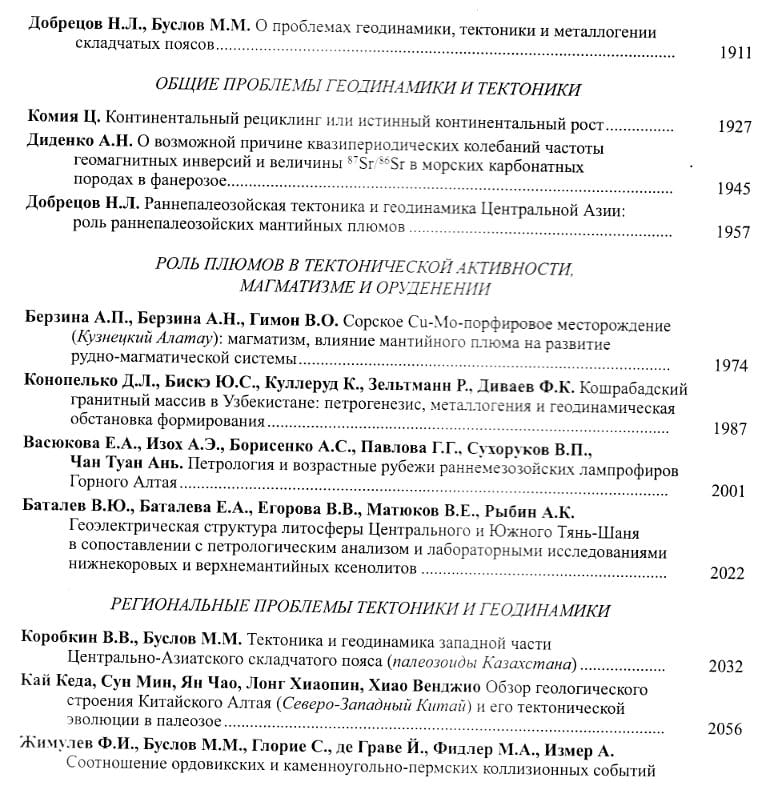 Добрецов Н.Л., Буслов М.М. О проблемах геодинамики, тектоники и металлогении
складчатых поясов........ 1911
ОБЩИЕ ПРОБЛЕМЫ ГЕОДИНАМИКИ И ТЕКТОНИКИ
Комия Ц. Континентальный рециклинг или истинный континентальный рост........ 1927
Диденко А.Н. О возможной причине квазипериодических колебаний частоты
геомагнитных инверсий и величины ⁸⁷Sr/⁸⁶Sr в морских карбонатных
породах в фанерозое........ 1945
Добрецов Н.Л. Раннепалеозойская тектоника и геодинамика Центральной Азии:
роль раннепалеозойских мантийных плюмов ........ 1957
РОЛЬ ПЛЮМОВ В ТЕКТОНИЧЕСКОЙ АКТИВНОСТИ,
МАГМАТИЗМЕ И ОРУДЕНЕНИИ
Берзина А.П., Берзина А.Н., Гимон В.О. Сорское Cu-Mo-порфировое месторождение
(Кузнецкий Алатау): магматизм, влияние мантийного плюма на развитие
рудно-магматической системы........ 1974
Конопелько Д.Л., Бискэ Ю.С., Куллеруд К., Зельтманн Р., Диваев Ф.К. Кошрабадский
гранитный массив в Узбекистане: петрогенезис, металлогения и геодинамическая
обстановка формирования........ 1987
Васюкова Е.А., Изох А.Э., Борисенко А.С., Павлова Г.Г., Сухоруков В.П.,
Чан Туан Ань. Петрология и возрастные рубежи раннемезозойских лампрофиров
Горного Алтая........ 2001
Баталев В.Ю., Баталева Е.А., Егорова В.В., Матюков В.Е., Рыбин А.К.
Геоэлектрическая структура литосферы Центрального и Южного Тянь-Шаня
в сопоставлении с петрологическим анализом и лабораторными исследованиями
нижнекоровых и верхнемантийных ксенолитов ........ 2022
РЕГИОНАЛЬНЫЕ ПРОБЛЕМЫ ТЕКТОНИКИ И ГЕОДИНАМИКИ
Коробкин В.В., Буслов М.М. Тектоника и геодинамика западной части
Центрально-Азиатского складчатого пояса (палеозоиды Казахстана) ........ 2032
Кай Кеда, Сун Мин, Ян Чао, Лонг Хиаопин, Хиао Венджио Обзор геологического
строения Китайского Алтая (Северо-Западный Китай) и его тектонической
эволюции в палеозое........ 2056
Жимулев Ф.И., Буслов М.М., Глорие С., де Граве Й., Фидлер М.А., Измер А.
Соотношение ордовикских и каменноугольно-пермских коллизионных событий